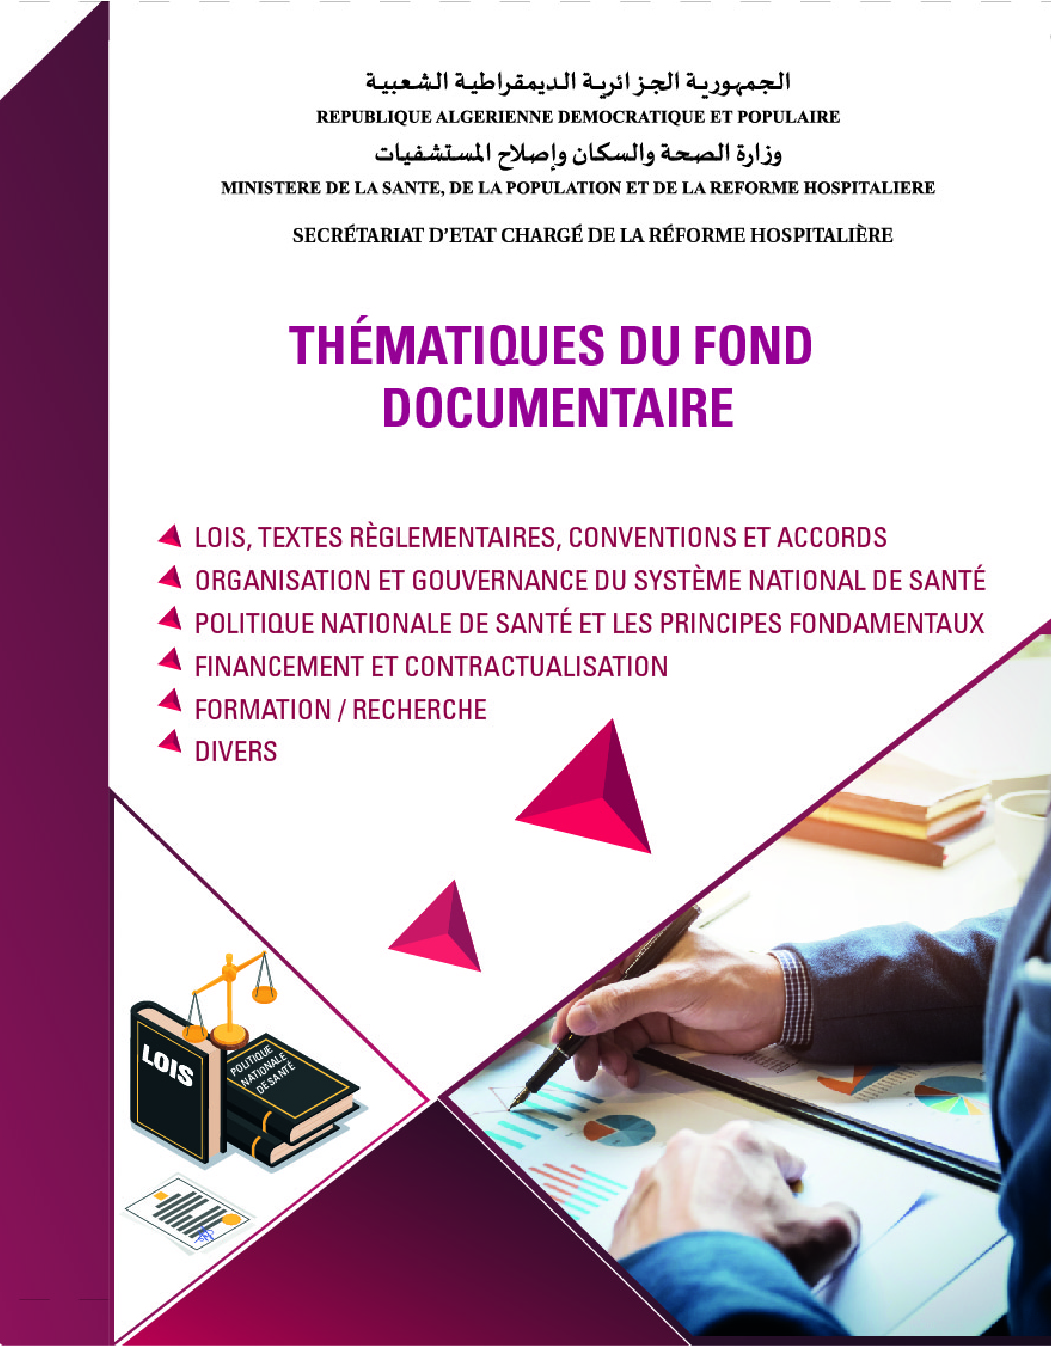 الجمهورية الجزائرية الديمقراطية الشعبية
REPUBLIQUE ALGERIENNE DEMOCRATIQUE ET POPULAIRE
وزارة الصحة والسكان وإصلاح المستشفيات
MINISTERE DE LA SANTE, DE LA POPULATION ET DE LA REFORME HOSPITALIERE
SECRÉTARIAT D'ETAT CHARGÉ DE LA RÉFORME HOSPITALIÈRE
THÉMATIQUES DU FOND
DOCUMENTAIRE
LOIS, TEXTES RÈGLEMENTAIRES, CONVENTIONS ET ACCORDS
ORGANISATION ET GOUVERNANCE DU SYSTÈME NATIONAL DE SANTÉ
POLITIQUE NATIONALE DE SANTÉ ET LES PRINCIPES FONDAMENTAUX
FINANCEMENT ET CONTRACTUALISATION
FORMATION / RECHERCHE
DIVERS
LOIS
POLITIQUE
NATIONALE
DE SANTÉ